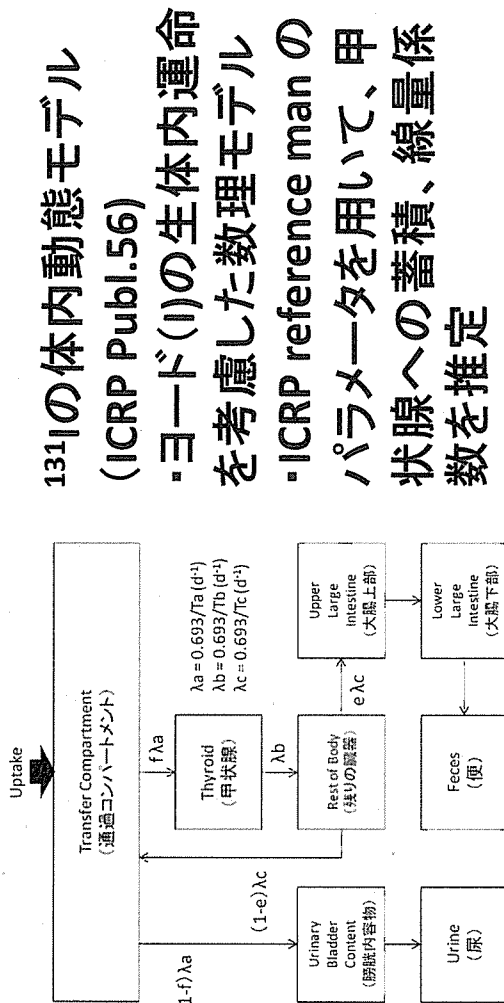 ¹³¹Iの体内動態モデル
(ICRP Publ.56)
・ヨード(I)の生体内運命
を考慮した数理モデル
・ICRP reference man の
パラメータを用いて、甲
状腺への蓄積、線量係
数を推定
Uptake
Transfer Compartment
(通過コンパートメント)
1-f)λa
fλa
λa = 0.693/Ta (d⁻¹)
λb = 0.693/Tb (d⁻¹)
λc = 0.693/Tc (d⁻¹)
Thyroid
(甲状腺)
(1-e)λc
λb
Urinary
Bladder
Content
(膀胱内容物)
Rest of Body
(残りの臓器)
eλc
Upper
Large
Intestine
(大腸上部)
Urine
(尿)
Feces
(便)
Lower
Large
Intestine
(大腸下部)